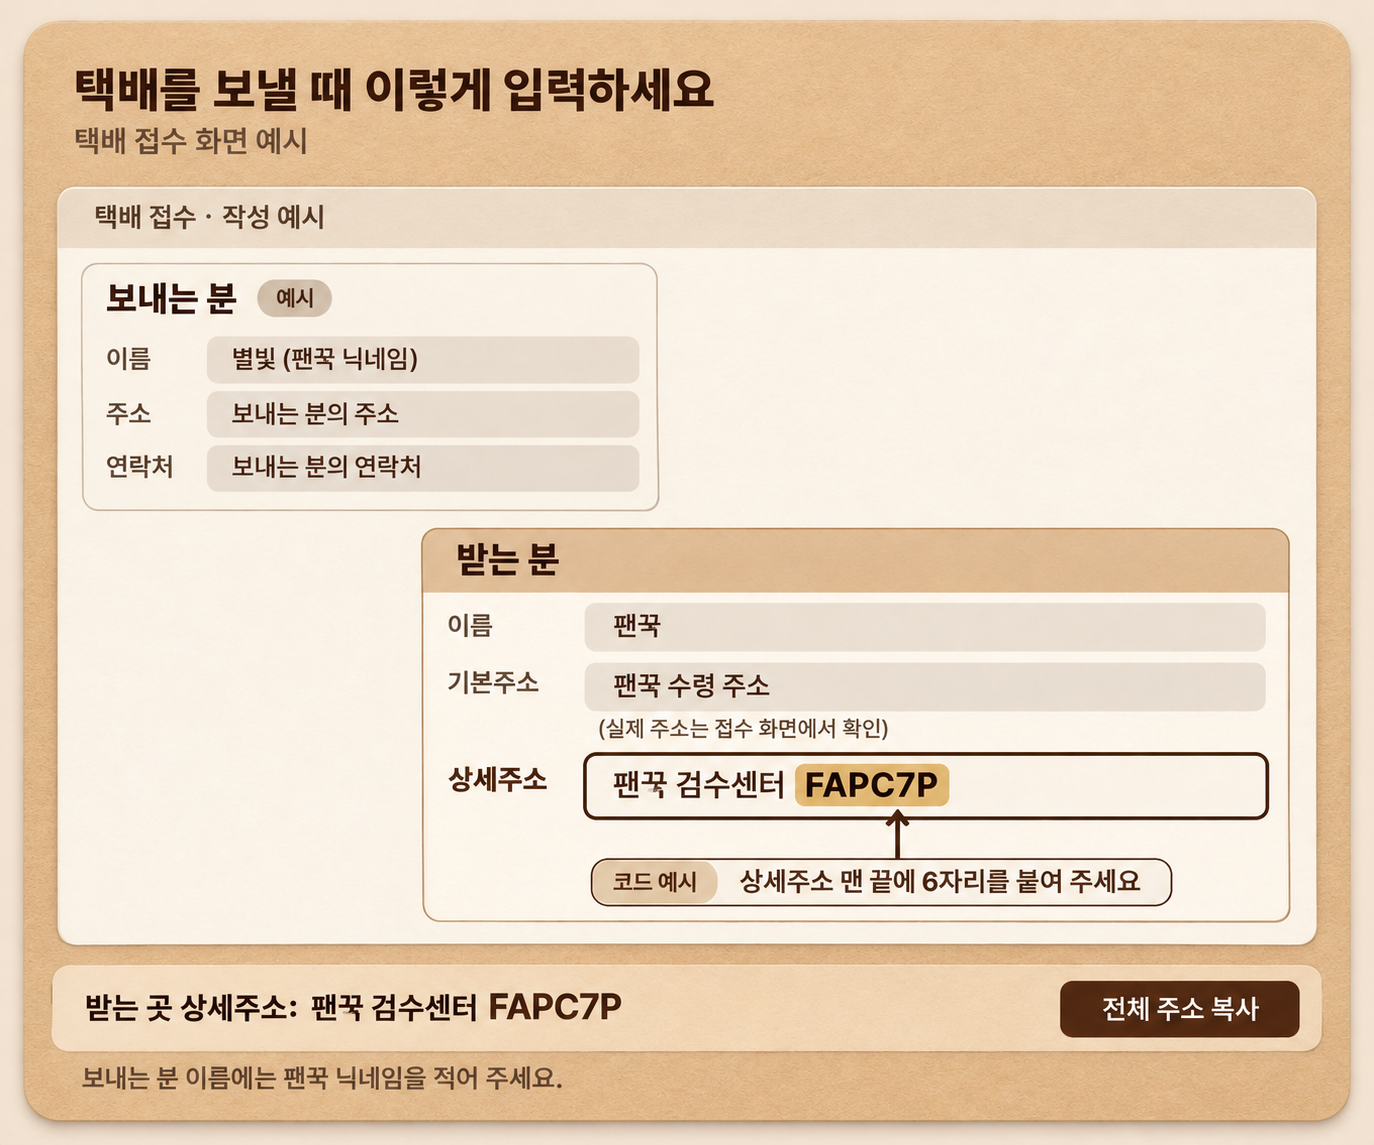 택배를 보낼 때 이렇게 입력하세요
택배 접수 화면 예시
택배 접수 · 작성 예시
보내는 분 예시
이름 별빛 (팬꾹 닉네임)
주소 보내는 분의 주소
연락처 보내는 분의 연락처
받는 분
이름 팬꾹
기본주소 팬꾹 수령 주소
(실제 주소는 접수 화면에서 확인)
상세주소 팬꾹 검수센터 FAPC7P
코드 예시 상세주소 맨 끝에 6자리를 붙여 주세요
받는 곳 상세주소: 팬꾹 검수센터 FAPC7P
전체 주소 복사
보내는 분 이름에는 팬꾹 닉네임을 적어 주세요.